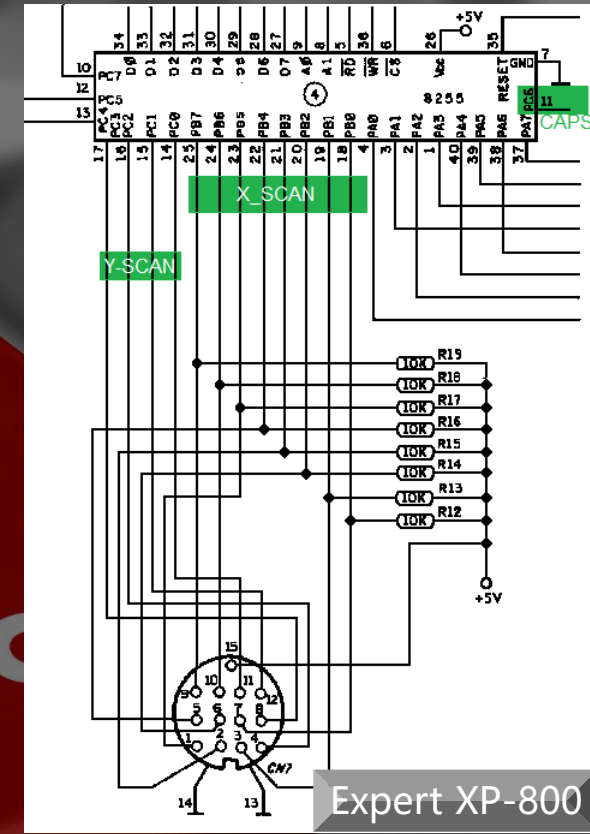 +5V
34 33 32 31 30 29 28 27 9 8 5 36 6 26 35
D0 D1 D2 D3 D4 D5 D6 D7 A0 A1 RD WR CS Vcc RESET GND 7
10 PC7
12 PC5
13 PC4
4
8255
PC6 11
CAPS
PC3 PC2 PC1 PC0 PB7 PB6 PB5 PB4 PB3 PB2 PB1 PB0 PA0 PA1 PA2 PA3 PA4 PA5 PA6 PA7
17 16 15 14 25 24 23 22 21 20 19 18 4 3 2 1 40 39 38 37
X_SCAN
Y-SCAN
10K R19
10K R18
10K R17
10K R16
10K R15
10K R14
10K R13
10K R12
+5V
15
9 10 11 12
5 6 7 8
1 2 3 4
CN7
14 13
Expert XP-800